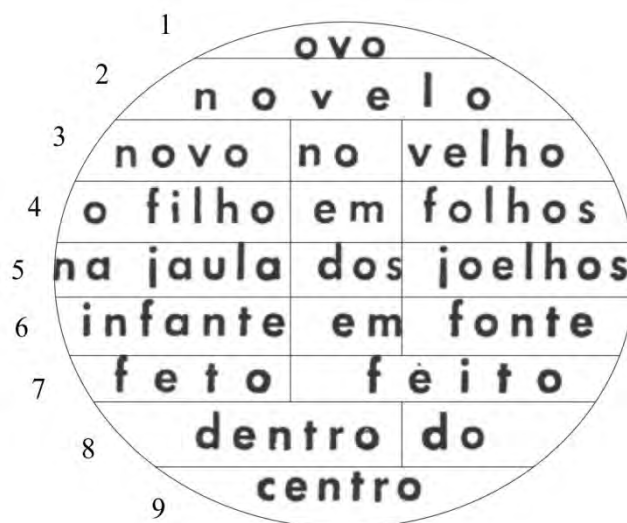 1 ovo
2 novelo
3 novo no velho
4 o filho em folhos
5 na jaula dos joelhos
6 infante em fonte
7 feto feito
8 dentro do
9 centro